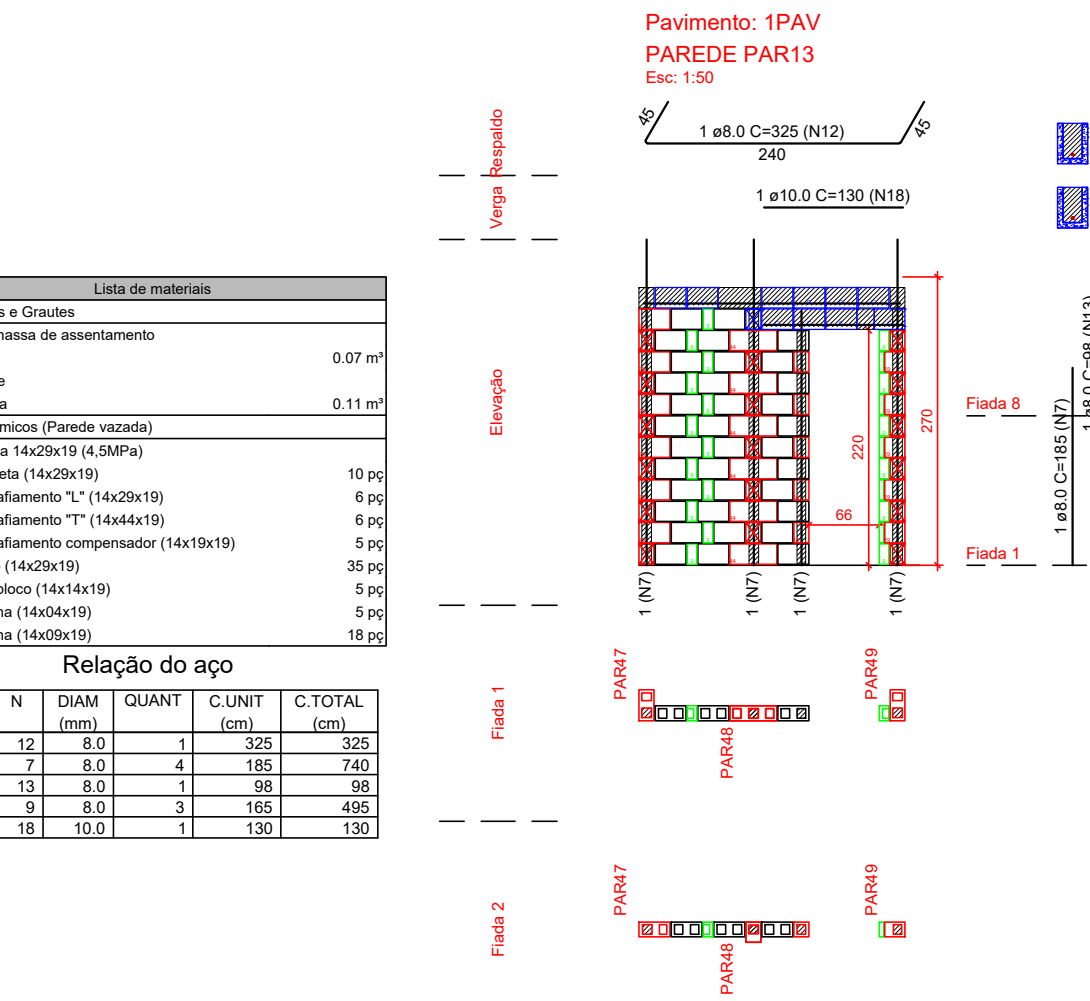 Pavimento: 1PAV
PAREDE PAR13
Esc: 1:50
45
1 ø8.0 C=325 (N12)
45
240
1 ø10.0 C=130 (N18)
Respaldo
Verga
Elevação
Fiada 1
Fiada 2
Lista de materiais
s e Grautes
assa de assentamento
0.07 m³
e
a 0.11 m³
micos (Parede vazada)
a 14x29x19 (4,5MPa)
eta (14x29x19) 10 pç
afiamento "L" (14x29x19) 6 pç
afiamento "T" (14x44x19) 6 pç
afiamento compensador (14x19x19) 5 pç
(14x29x19) 35 pç
bloco (14x14x19) 5 pç
na (14x04x19) 5 pç
na (14x09x19) 18 pç
Relação do aço
N DIAM QUANT C.UNIT C.TOTAL
(mm) (cm) (cm)
12 8.0 1 325 325
7 8.0 4 185 740
13 8.0 1 98 98
9 8.0 3 165 495
18 10.0 1 130 130
66
220
270
Fiada 8
Fiada 1
1 ø8.0 C=185 (N7)
1 ø8.0 C=98 (N13)
1 (N7)
1 (N7)
1 (N7)
1 (N7)
PAR47
PAR48
PAR49
PAR47
PAR48
PAR49